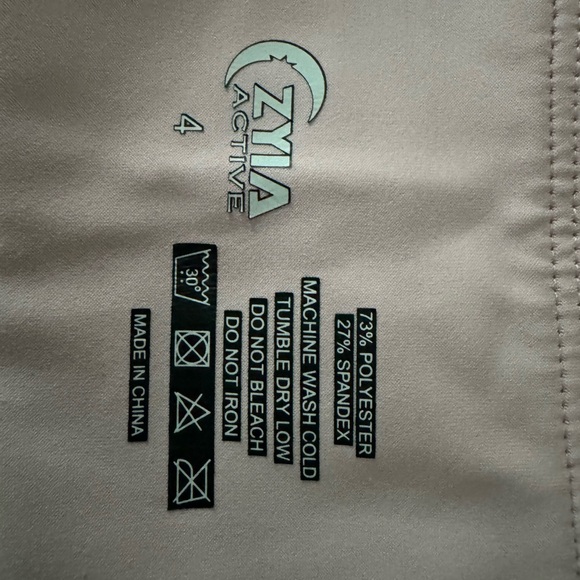 ZYIA
ACTIVE
4
73% POLYESTER
27% SPANDEX
MACHINE WASH COLD
TUMBLE DRY LOW
DO NOT BLEACH
DO NOT IRON
30°
MADE IN CHINA